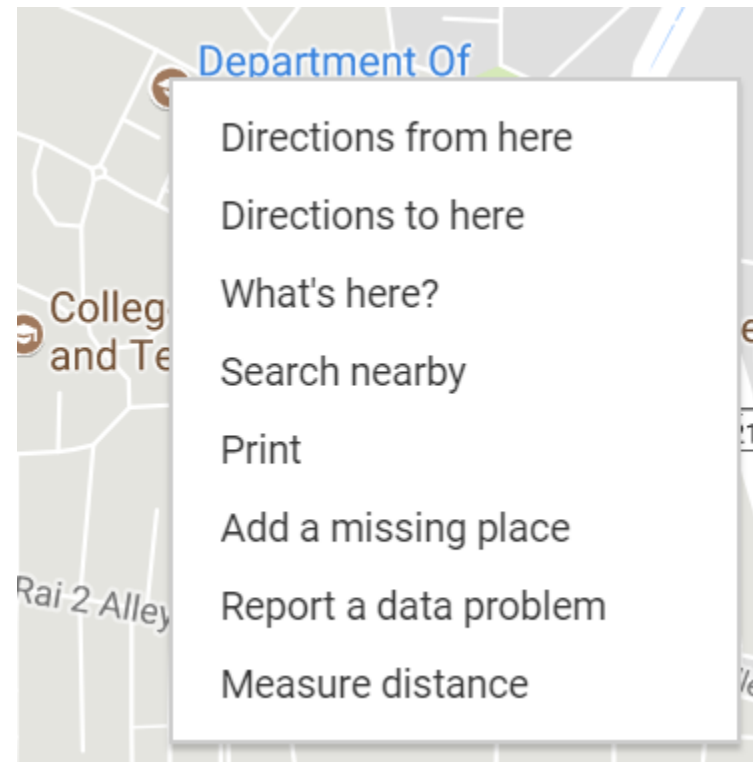 Department Of
Directions from here
Directions to here
What's here?
Colleg
and Te
Search nearby
Print
Add a missing place
Rai 2 Alley
Report a data problem
Measure distance